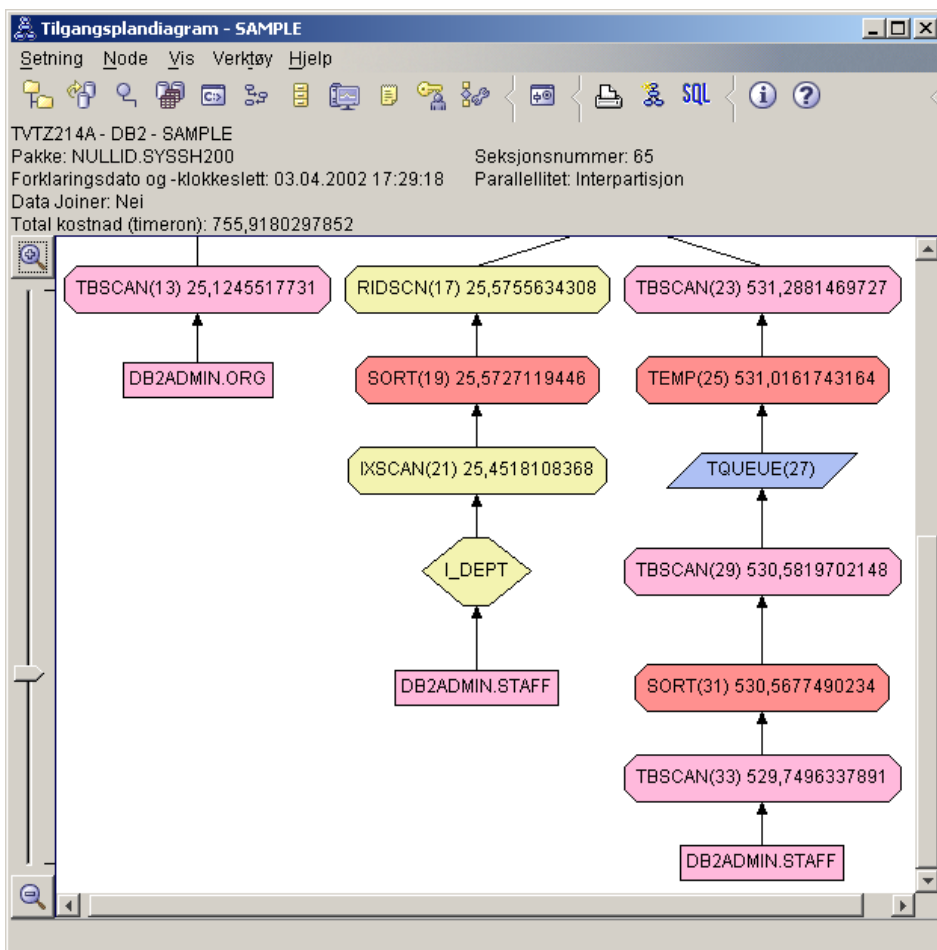 Tilgangsplandiagram - SAMPLE
Setning Node Vis Verktøy Hjelp
C:> SQL
TVTZ214A - DB2 - SAMPLE
Pakke: NULLID.SYSSH200 Seksjonsnummer: 65
Forklaringsdato og -klokkeslett: 03.04.2002 17:29:18 Parallellitet: Interpartisjon
Data Joiner: Nei
Total kostnad (timeron): 755,9180297852
TBSCAN(13) 25,1245517731 RIDSCN(17) 25,5755634308 TBSCAN(23) 531,2881469727
DB2ADMIN.ORG SORT(19) 25,5727119446 TEMP(25) 531,0161743164
IXSCAN(21) 25,4518108368 TQUEUE(27)
I_DEPT TBSCAN(29) 530,5819702148
DB2ADMIN.STAFF SORT(31) 530,5677490234
TBSCAN(33) 529,7496337891
DB2ADMIN.STAFF